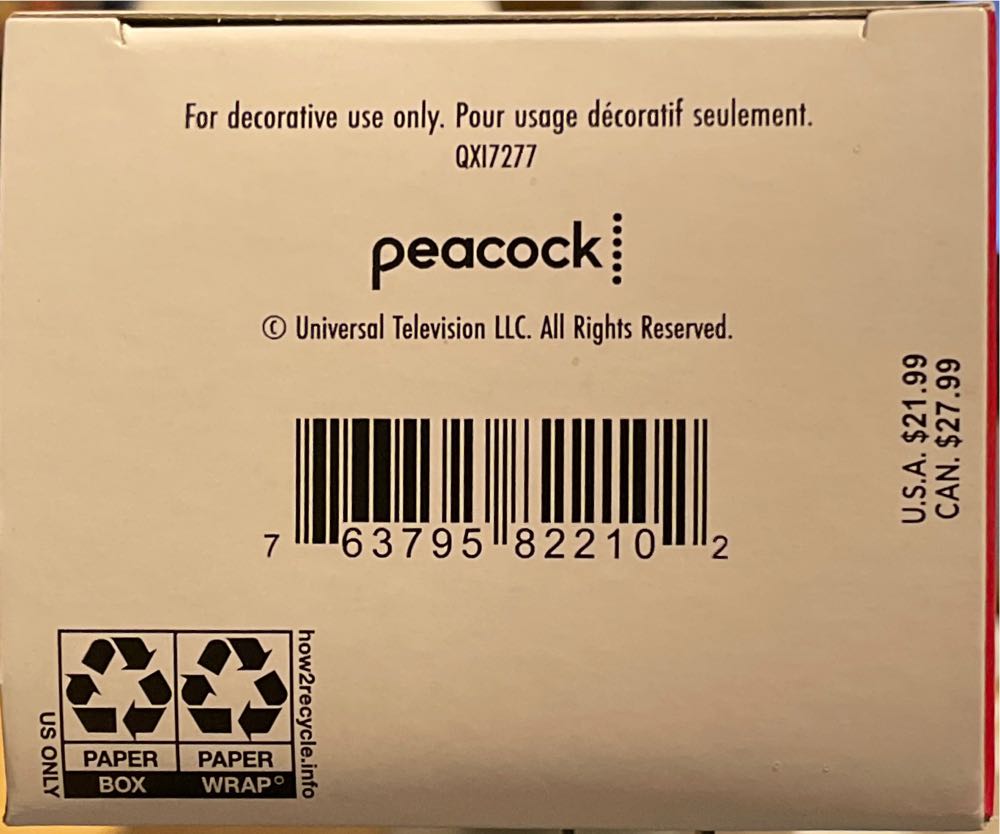 For decorative use only. Pour usage décoratif seulement.
QXI7277
peacock
© Universal Television LLC. All Rights Reserved.
U.S.A. $21.99
CAN. $27.99
7 63795 82210 2
how2recycle.info
US ONLY
PAPER PAPER
BOX WRAP°